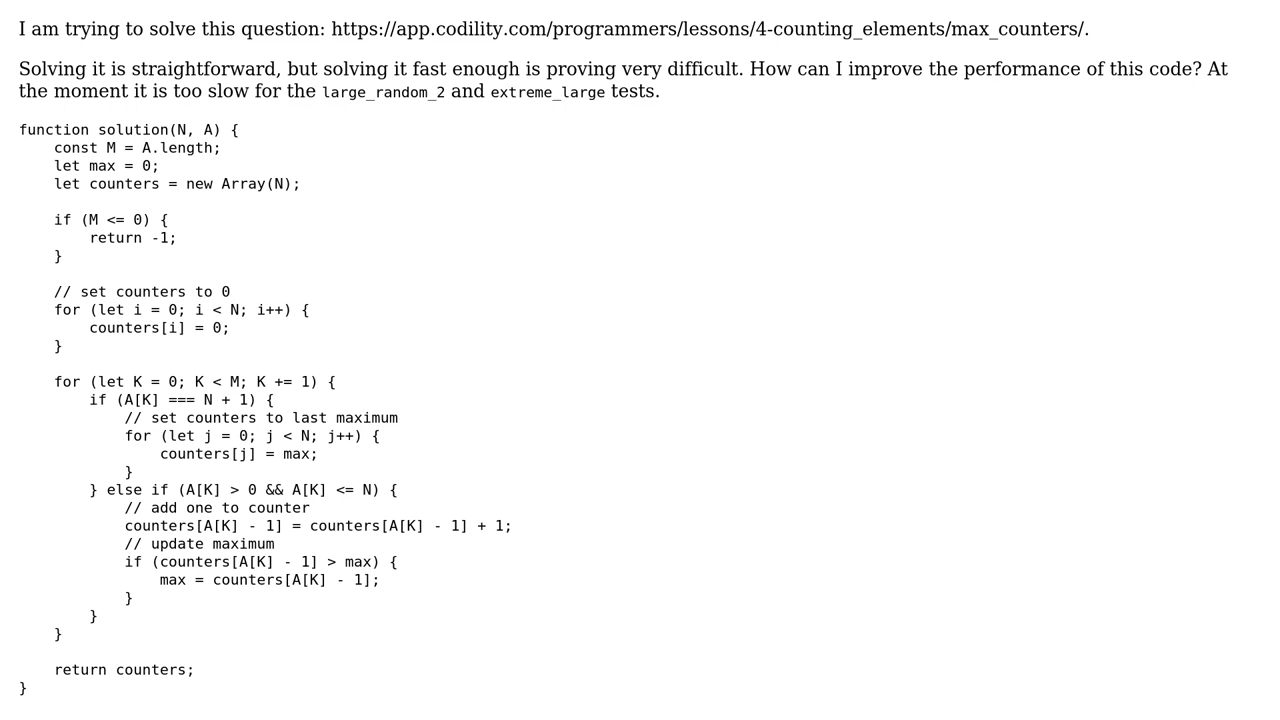 I am trying to solve this question: https://app.codility.com/programmers/lessons/4-counting_elements/max_counters/.
Solving it is straightforward, but solving it fast enough is proving very difficult. How can I improve the performance of this code? At
the moment it is too slow for the large_random_2 and extreme_large tests.
function solution(N, A) {
    const M = A.length;
    let max = 0;
    let counters = new Array(N);

    if (M <= 0) {
        return -1;
    }

    // set counters to 0
    for (let i = 0; i < N; i++) {
        counters[i] = 0;
    }

    for (let K = 0; K < M; K += 1) {
        if (A[K] === N + 1) {
            // set counters to last maximum
            for (let j = 0; j < N; j++) {
                counters[j] = max;
            }
        } else if (A[K] > 0 && A[K] <= N) {
            // add one to counter
            counters[A[K] - 1] = counters[A[K] - 1] + 1;
            // update maximum
            if (counters[A[K] - 1] > max) {
                max = counters[A[K] - 1];
            }
        }
    }

    return counters;
}